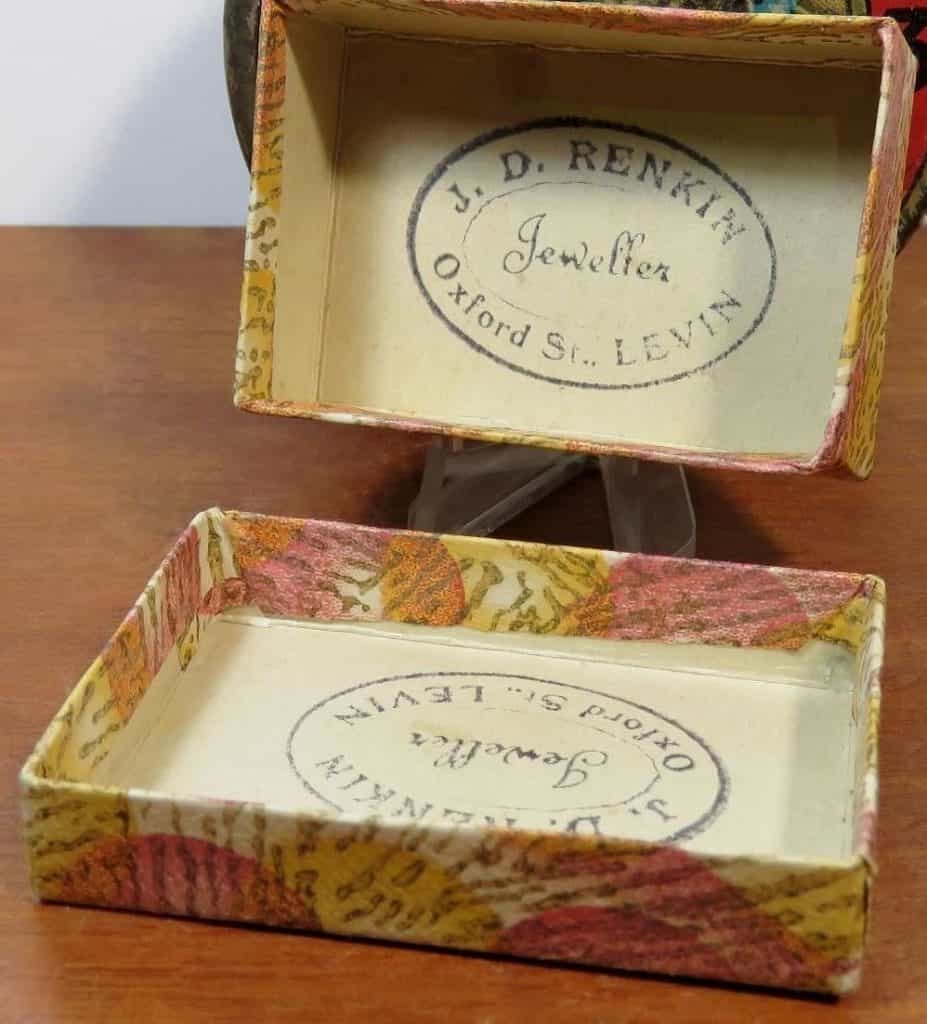 J. D. RENKIN
Jeweller
Oxford St., LEVIN
J. D. RENKIN
Jeweller
Oxford St., LEVIN